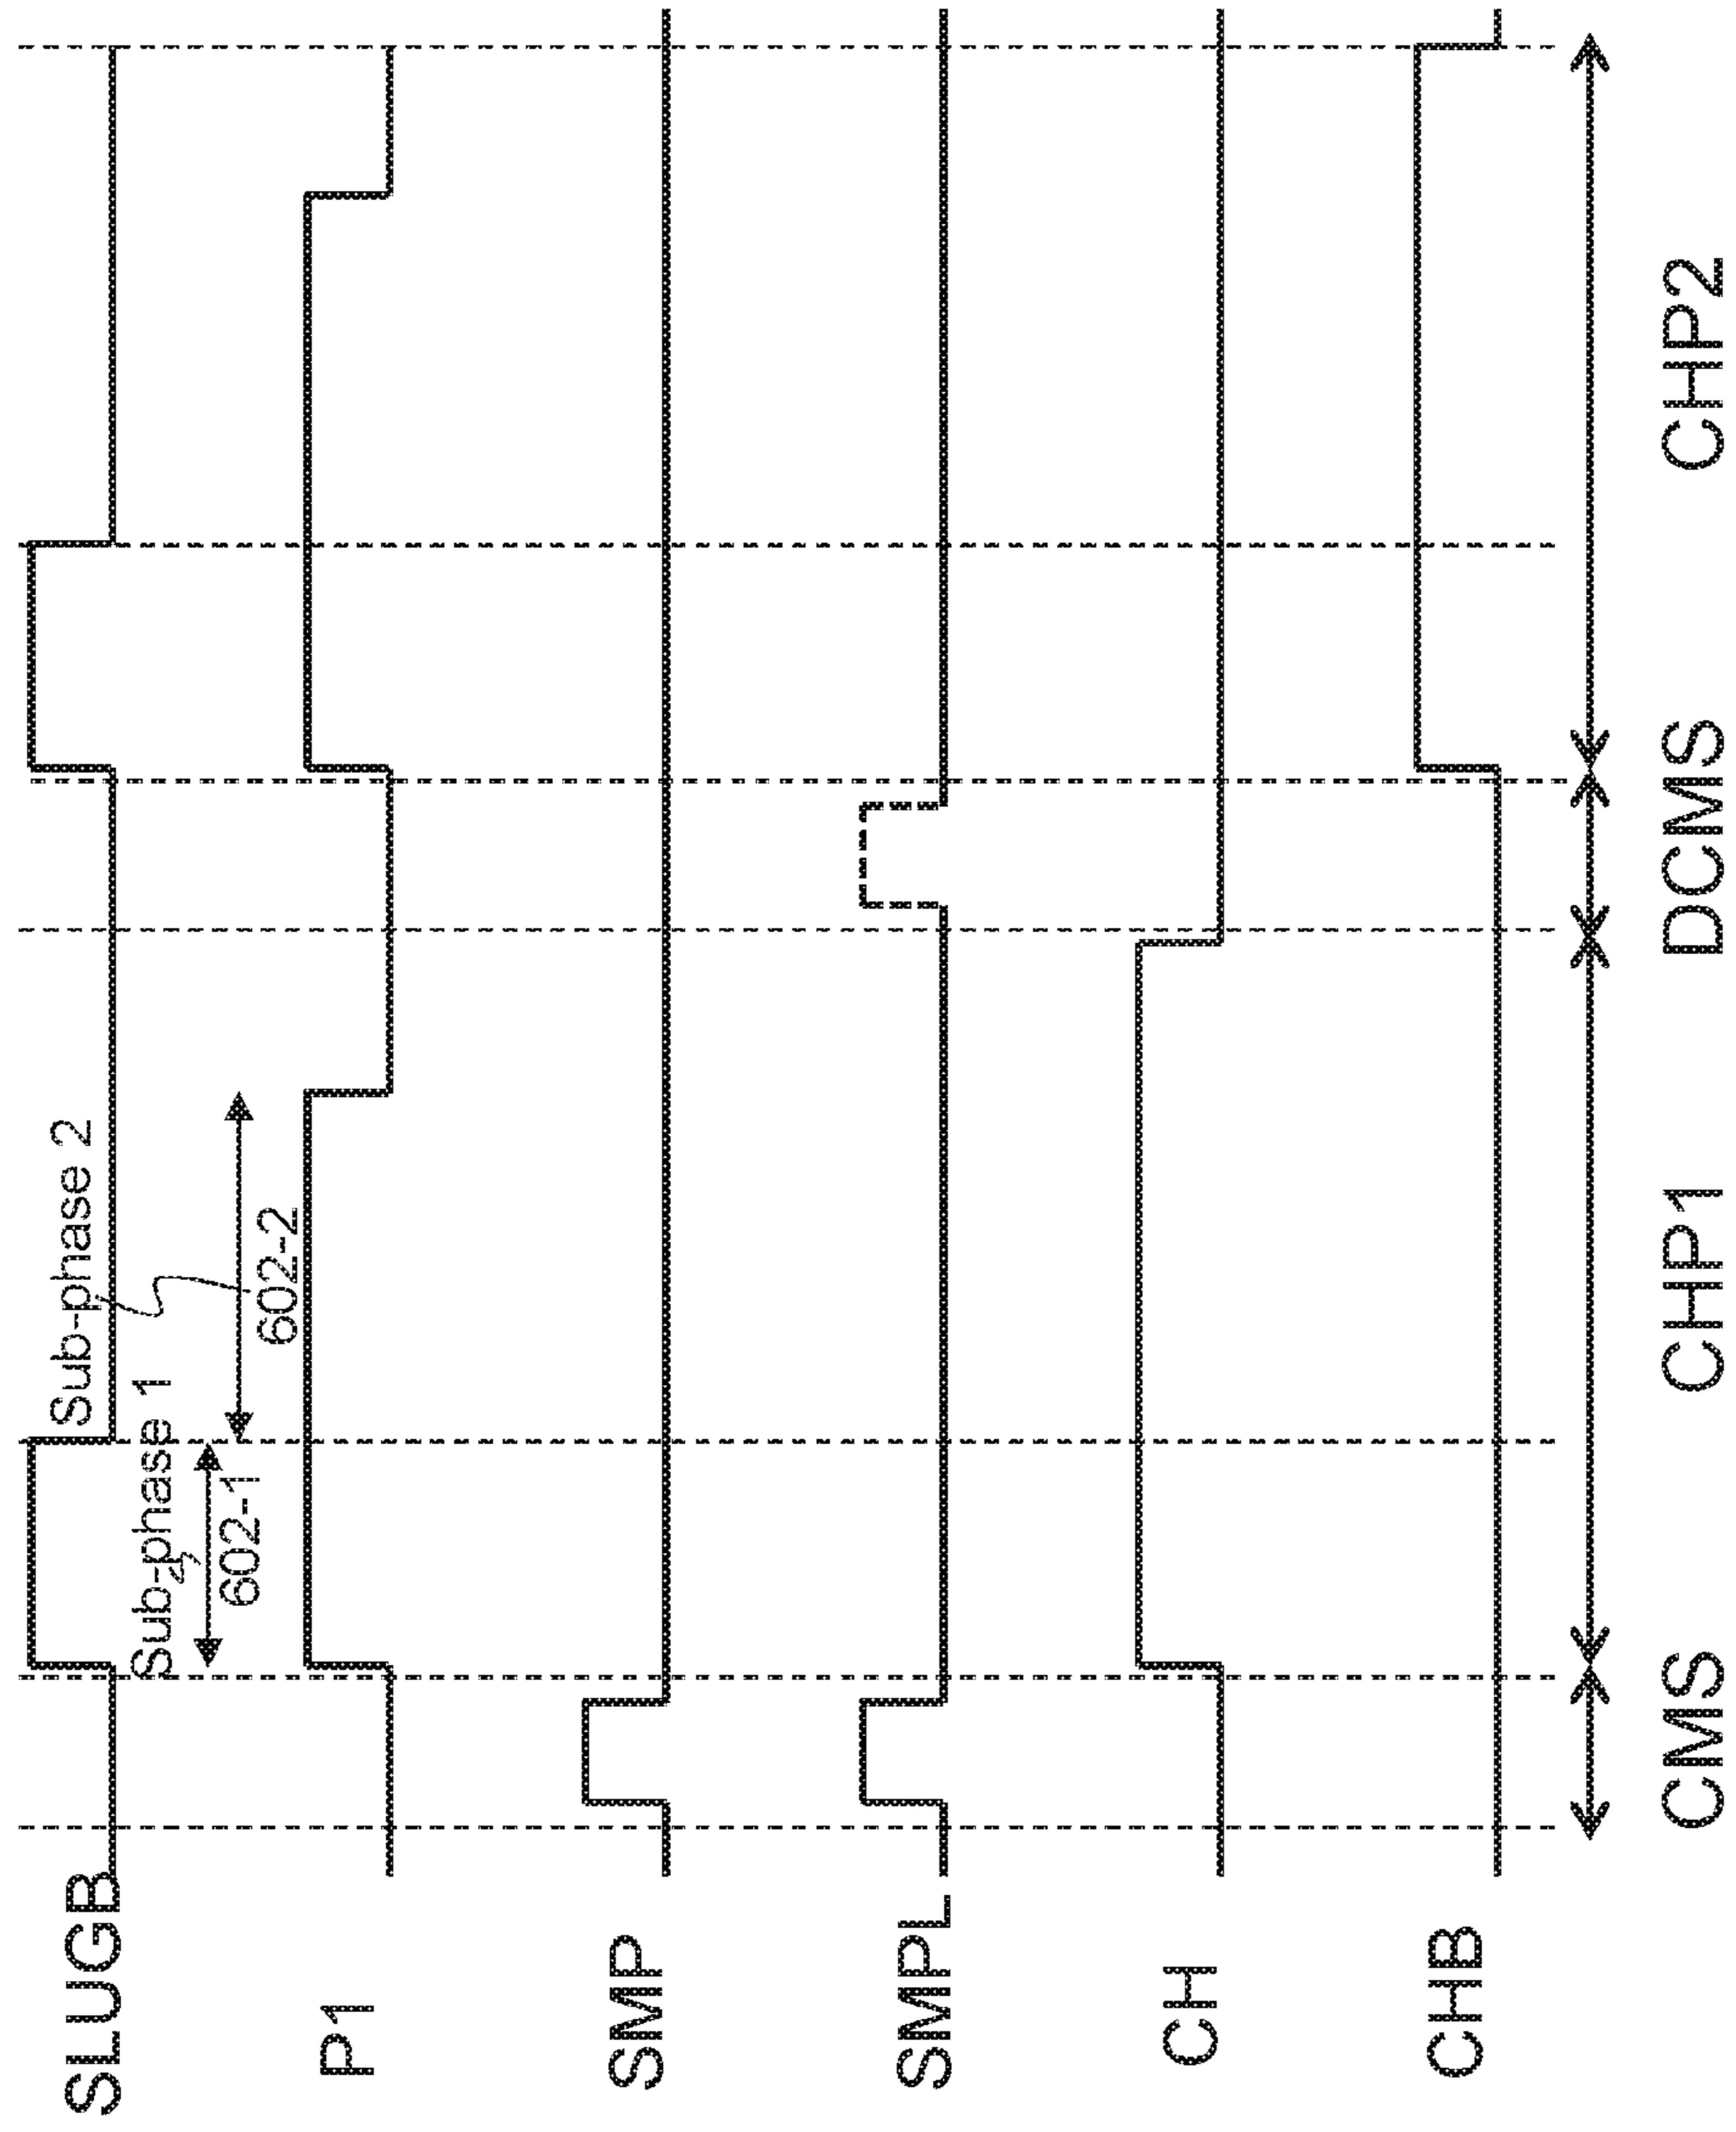 SLUGB
Sub-phase 1
Sub-phase 2
602-1
602-2
P1
SMP
SMPL
CH
CHB
CMS
CHP1
DCMS
CHP2